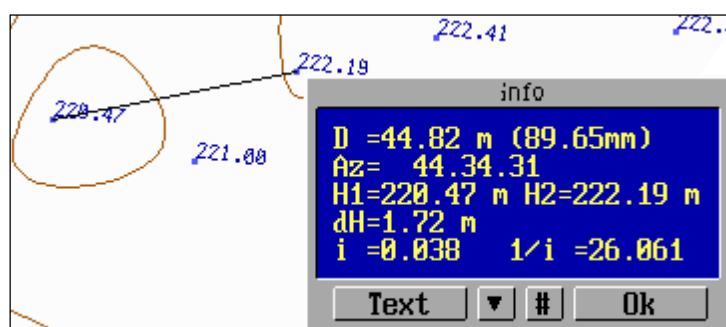 222.41
222.
222.19
220.47
221.00
info
D =44.82 m (89.65mm)
Az= 44.34.31
H1=220.47 m H2=222.19 m
dH=1.72 m
i =0.038 1/i =26.061
Text ▼ # Ok